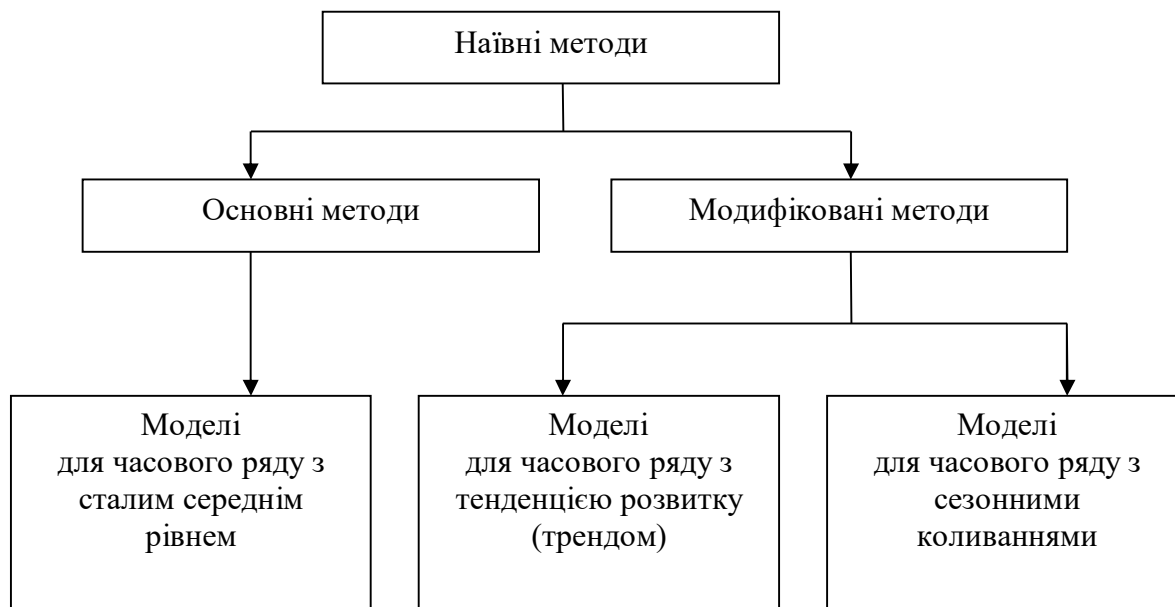 Наївні методи
Основні методи
Модифіковані методи
Моделі
для часового ряду з
сталим середнім
рівнем
Моделі
для часового ряду з
тенденцією розвитку
(трендом)
Моделі
для часового ряду з
сезонними
коливаннями